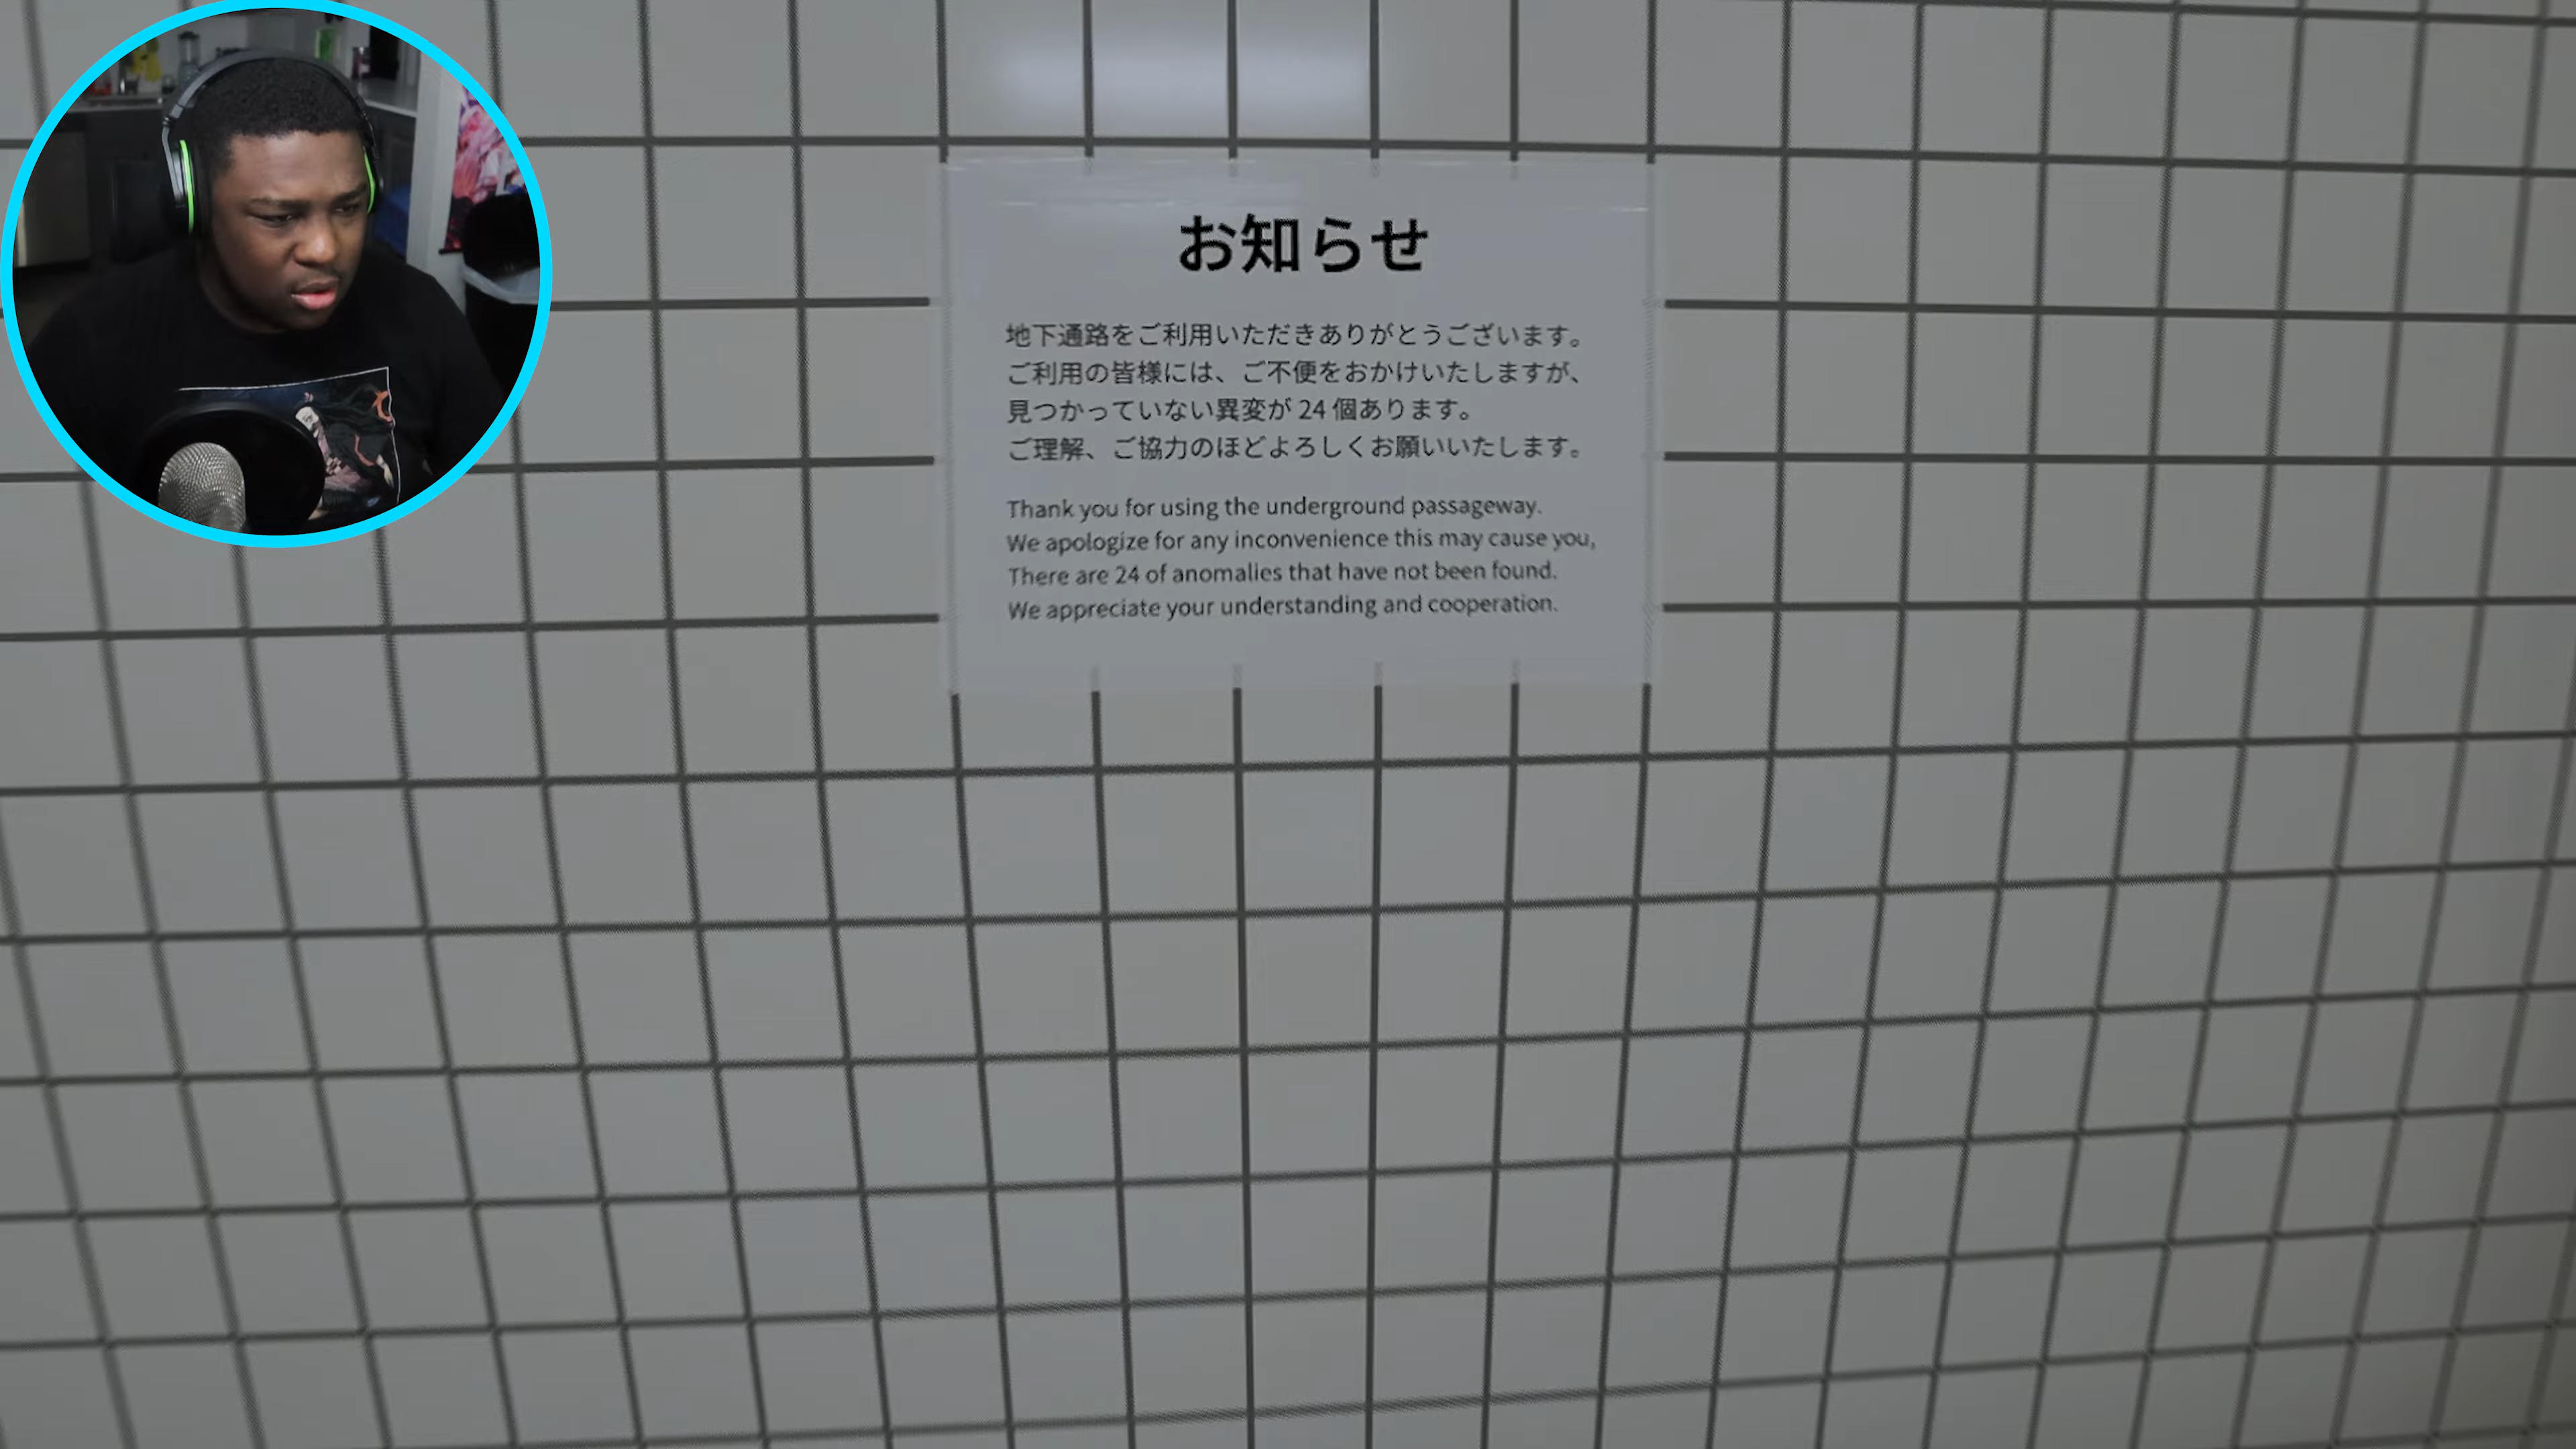 お知らせ
地下通路をご利用いただきありがとうございます。
ご利用の皆様には、ご不便をおかけいたしますが、
見つかっていない異変が 24 個あります。
ご理解、ご協力のほどよろしくお願いいたします。
Thank you for using the underground passageway.
We apologize for any inconvenience this may cause you,
There are 24 of anomalies that have not been found.
We appreciate your understanding and cooperation.